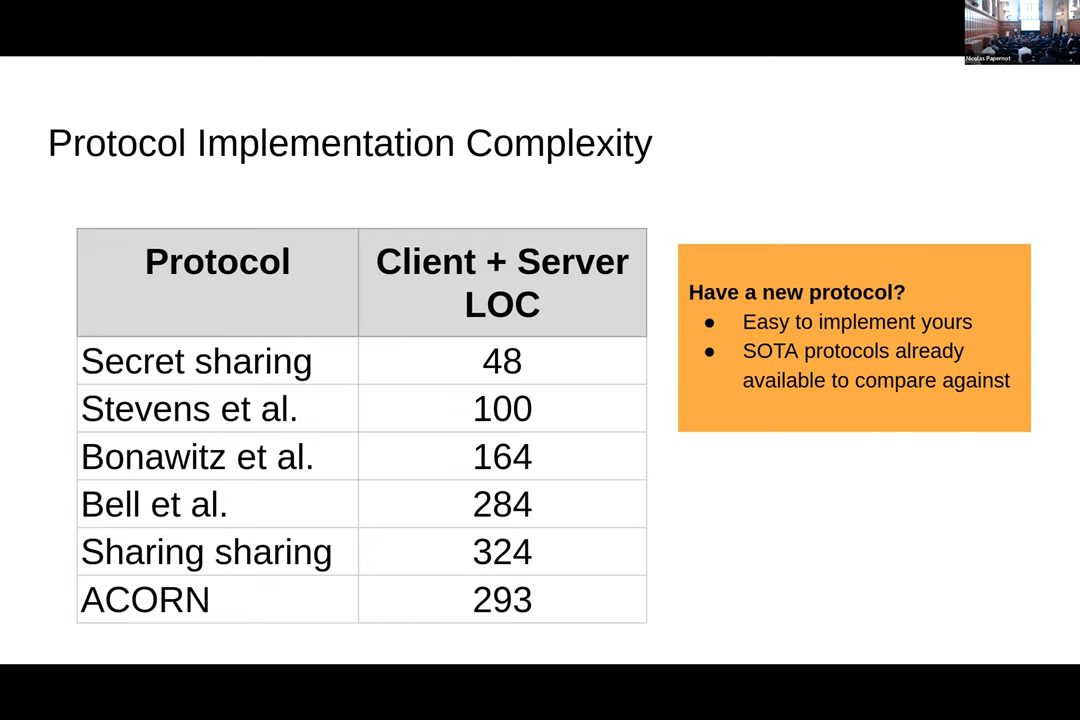 Nicolas Papernot
Protocol Implementation Complexity
Protocol
Client + Server
LOC
Secret sharing
48
Stevens et al.
100
Bonawitz et al.
164
Bell et al.
284
Sharing sharing
324
ACORN
293
Have a new protocol?
● Easy to implement yours
● SOTA protocols already
available to compare against